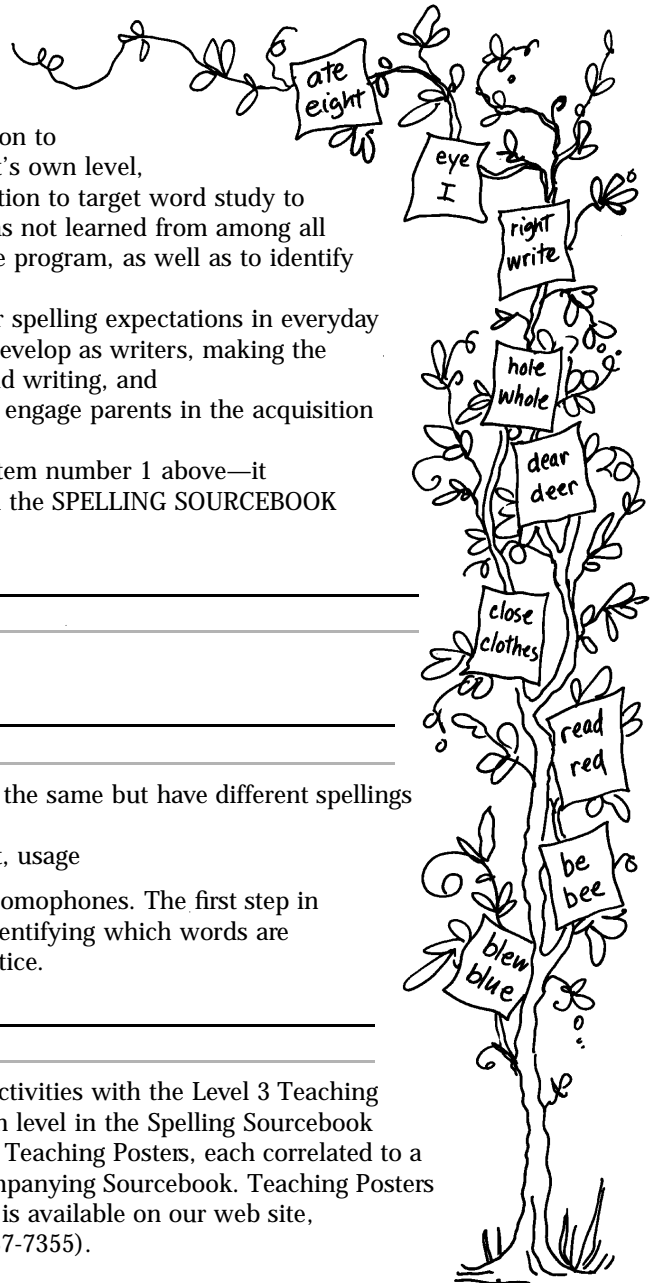 ate
eight
eye
I
right
write
hole
whole
dear
deer
close
clothes
read
red
be
bee
blew
blue
on to
t's own level,
tion to target word study to
as not learned from among all
e program, as well as to identify
r spelling expectations in everyday
develop as writers, making the
d writing, and
engage parents in the acquisition
tem number 1 above—it
the SPELLING SOURCEBOOK
the same but have different spellings
, usage
omophones. The first step in
entifying which words are
tice.
ctivities with the Level 3 Teaching
level in the Spelling Sourcebook
Teaching Posters, each correlated to a
mpanying Sourcebook. Teaching Posters
is available on our web site,
7-7355).